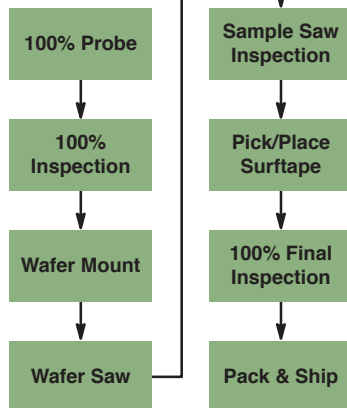 100% Probe
100%
Inspection
Wafer Mount
Wafer Saw
Sample Saw
Inspection
Pick/Place
Surftape
100% Final
Inspection
Pack & Ship